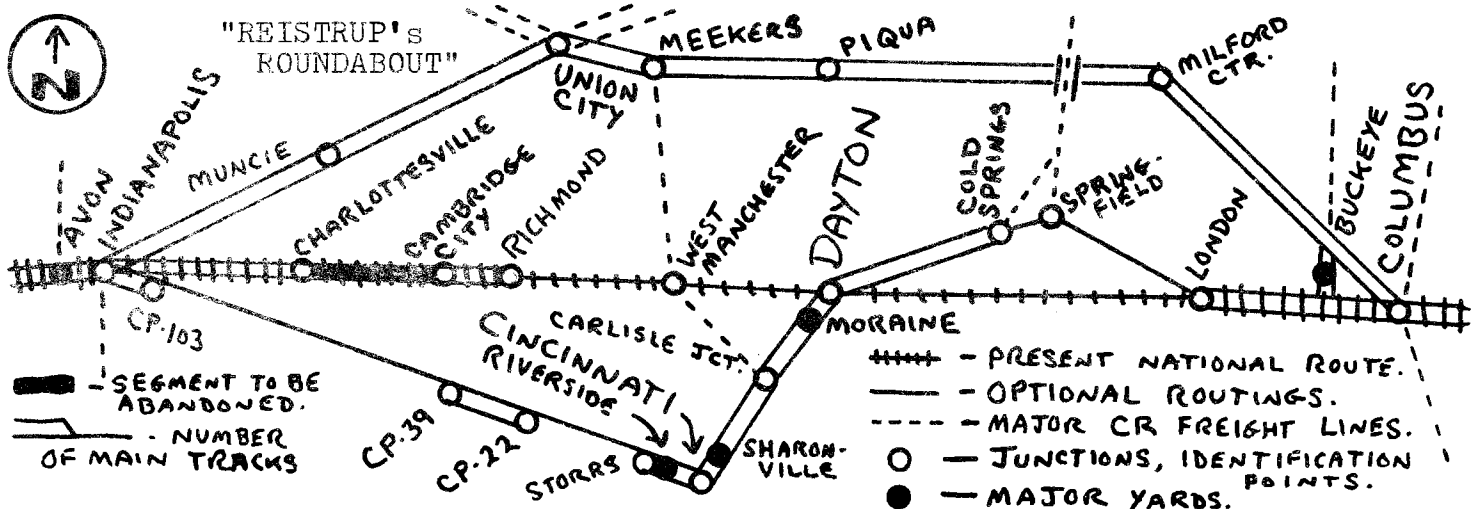 "REISTRUP's
ROUNDABOUT"
N
MEEKERS
PIQUA
MILFORD
CTR.
UNION
CITY
MUNCIE
AVON
INDIANAPOLIS
CHARLOTTESVILLE
CAMBRIDGE
CITY
RICHMOND
WEST
MANCHESTER
DAYTON
COLD
SPRINGS
SPRING-
FIELD
LONDON
BUCKEYE
COLUMBUS
CP-103
CARLISLE JCT.
MORAINE
CINCINNATI
RIVERSIDE
CP-39
CP-22
STORRS
SHARON-
VILLE
- SEGMENT TO BE
ABANDONED.
- NUMBER
OF MAIN TRACKS
- PRESENT NATIONAL ROUTE.
- OPTIONAL ROUTINGS.
- MAJOR CR FREIGHT LINES.
- JUNCTIONS, IDENTIFICATION
POINTS.
- MAJOR YARDS.